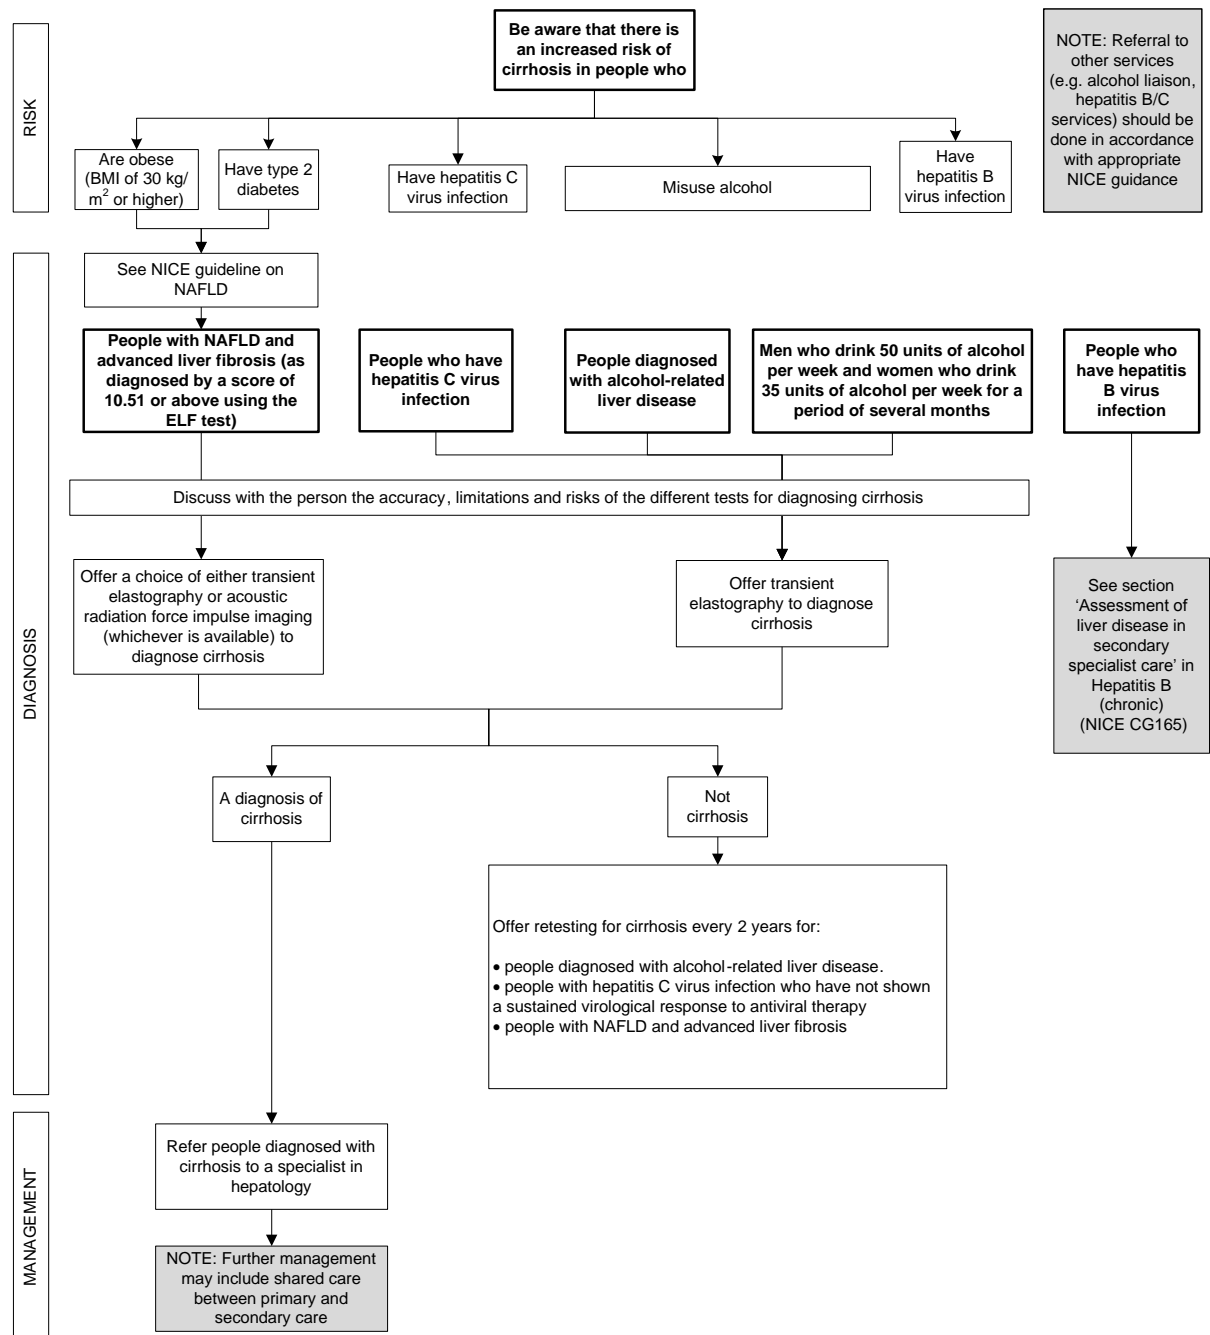 RISK
Be aware that there is
an increased risk of
cirrhosis in people who
NOTE: Referral to
other services
(e.g. alcohol liaison,
hepatitis B/C
services) should be
done in accordance
with appropriate
NICE guidance
Are obese
(BMI of 30 kg/
m² or higher)
Have type 2
diabetes
Have hepatitis C
virus infection
Misuse alcohol
Have
hepatitis B
virus infection
DIAGNOSIS
See NICE guideline on
NAFLD
People with NAFLD and
advanced liver fibrosis (as
diagnosed by a score of
10.51 or above using the
ELF test)
People who have
hepatitis C virus
infection
People diagnosed
with alcohol-related
liver disease
Men who drink 50 units of alcohol
per week and women who drink
35 units of alcohol per week for a
period of several months
People who
have hepatitis
B virus
infection
Discuss with the person the accuracy, limitations and risks of the different tests for diagnosing cirrhosis
Offer a choice of either transient
elastography or acoustic
radiation force impulse imaging
(whichever is available) to
diagnose cirrhosis
Offer transient
elastography to diagnose
cirrhosis
See section
‘Assessment of
liver disease in
secondary
specialist care’ in
Hepatitis B
(chronic)
(NICE CG165)
A diagnosis of
cirrhosis
Not
cirrhosis
Offer retesting for cirrhosis every 2 years for:
• people diagnosed with alcohol-related liver disease.
• people with hepatitis C virus infection who have not shown
a sustained virological response to antiviral therapy
• people with NAFLD and advanced liver fibrosis
MANAGEMENT
Refer people diagnosed with
cirrhosis to a specialist in
hepatology
NOTE: Further management
may include shared care
between primary and
secondary care